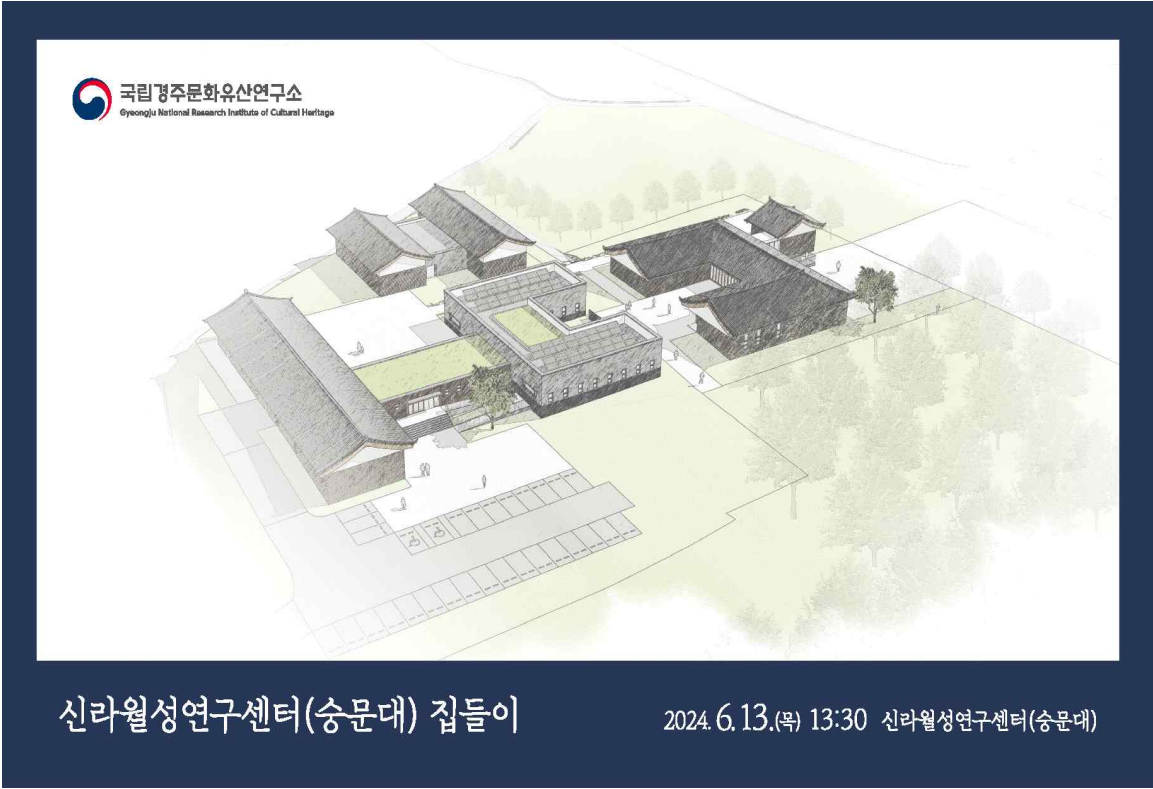 국립경주문화유산연구소
Gyeongju National Research Institute of Cultural Heritage
신라월성연구센터(숭문대) 집들이
2024. 6. 13.(목) 13:30 신라월성연구센터(숭문대)